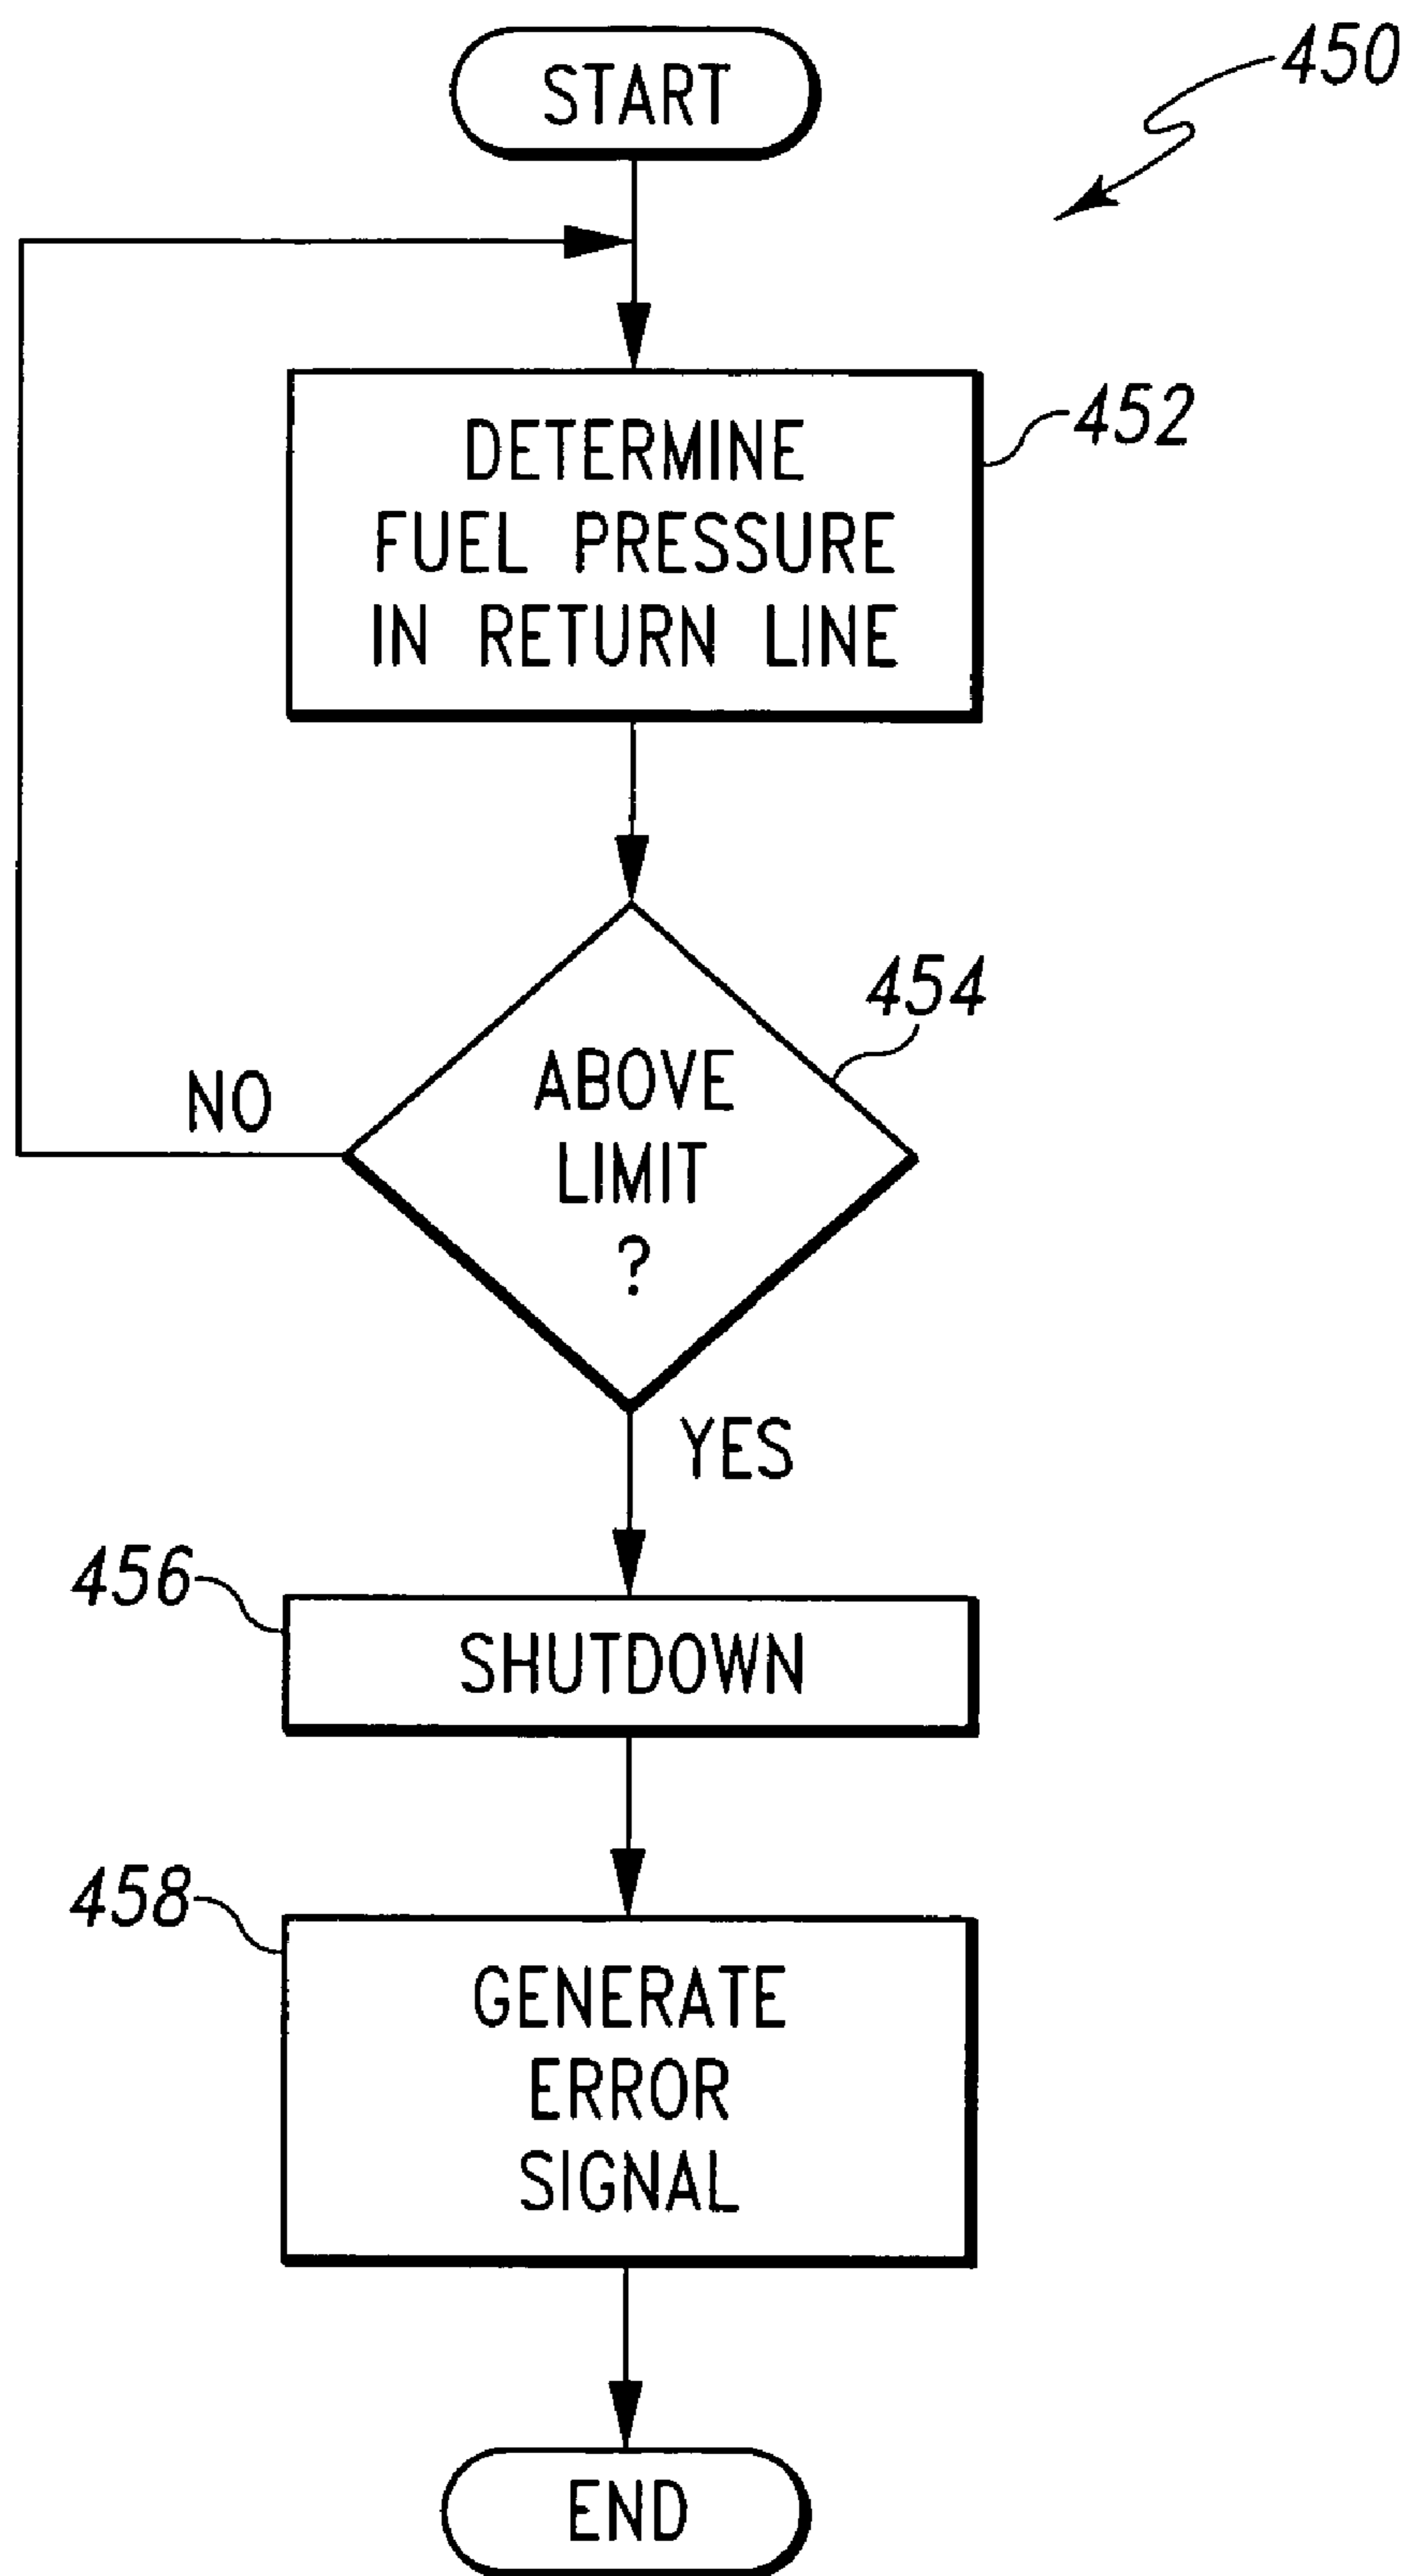 START
450
DETERMINE
FUEL PRESSURE
IN RETURN LINE
452
454
ABOVE
LIMIT
?
NO
YES
456
SHUTDOWN
458
GENERATE
ERROR
SIGNAL
END